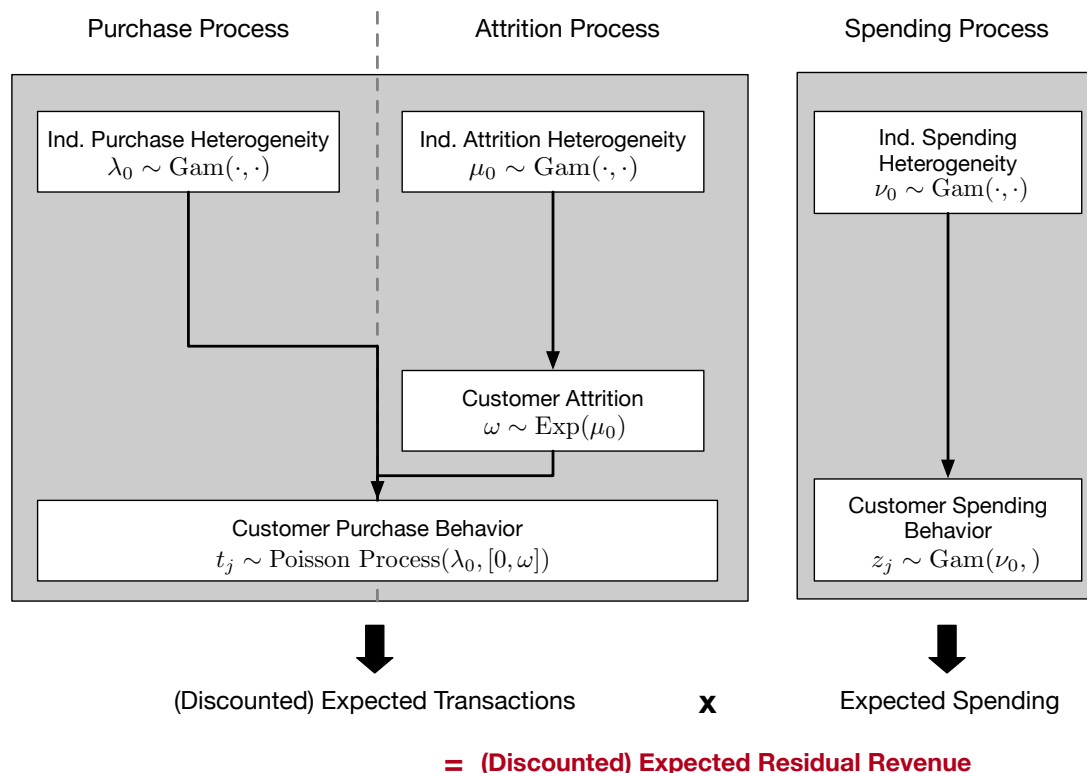 Purchase Process
Attrition Process
Spending Process
Ind. Purchase Heterogeneity
λ₀ ∼ Gam(·, ·)
Ind. Attrition Heterogeneity
μ₀ ∼ Gam(·, ·)
Ind. Spending
Heterogeneity
ν₀ ∼ Gam(·, ·)
Customer Attrition
ω ∼ Exp(μ₀)
Customer Purchase Behavior
tⱼ ∼ Poisson Process(λ₀, [0, ω])
Customer Spending
Behavior
zⱼ ∼ Gam(ν₀, )
(Discounted) Expected Transactions
x
Expected Spending
= (Discounted) Expected Residual Revenue